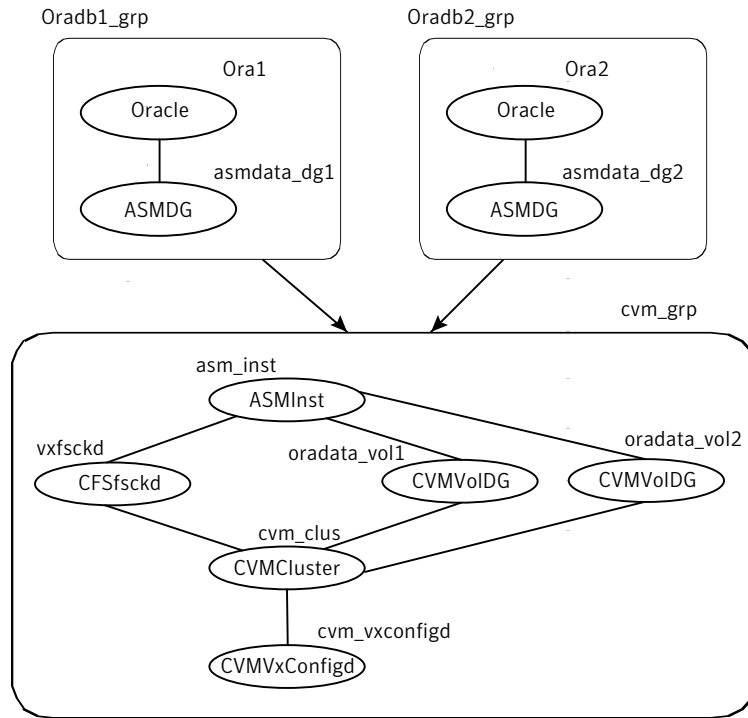 Oradb1_grp
Oradb2_grp
Ora1
Ora2
Oracle
Oracle
asmdata_dg1
asmdata_dg2
ASMDG
ASMDG
cvm_grp
asm_inst
ASMInst
vxfsckd
oradata_vol1
oradata_vol2
CFSfsckd
CVMVolDG
CVMVolDG
cvm_clus
CVMCluster
cvm_vxconfigd
CVMVxConfigd